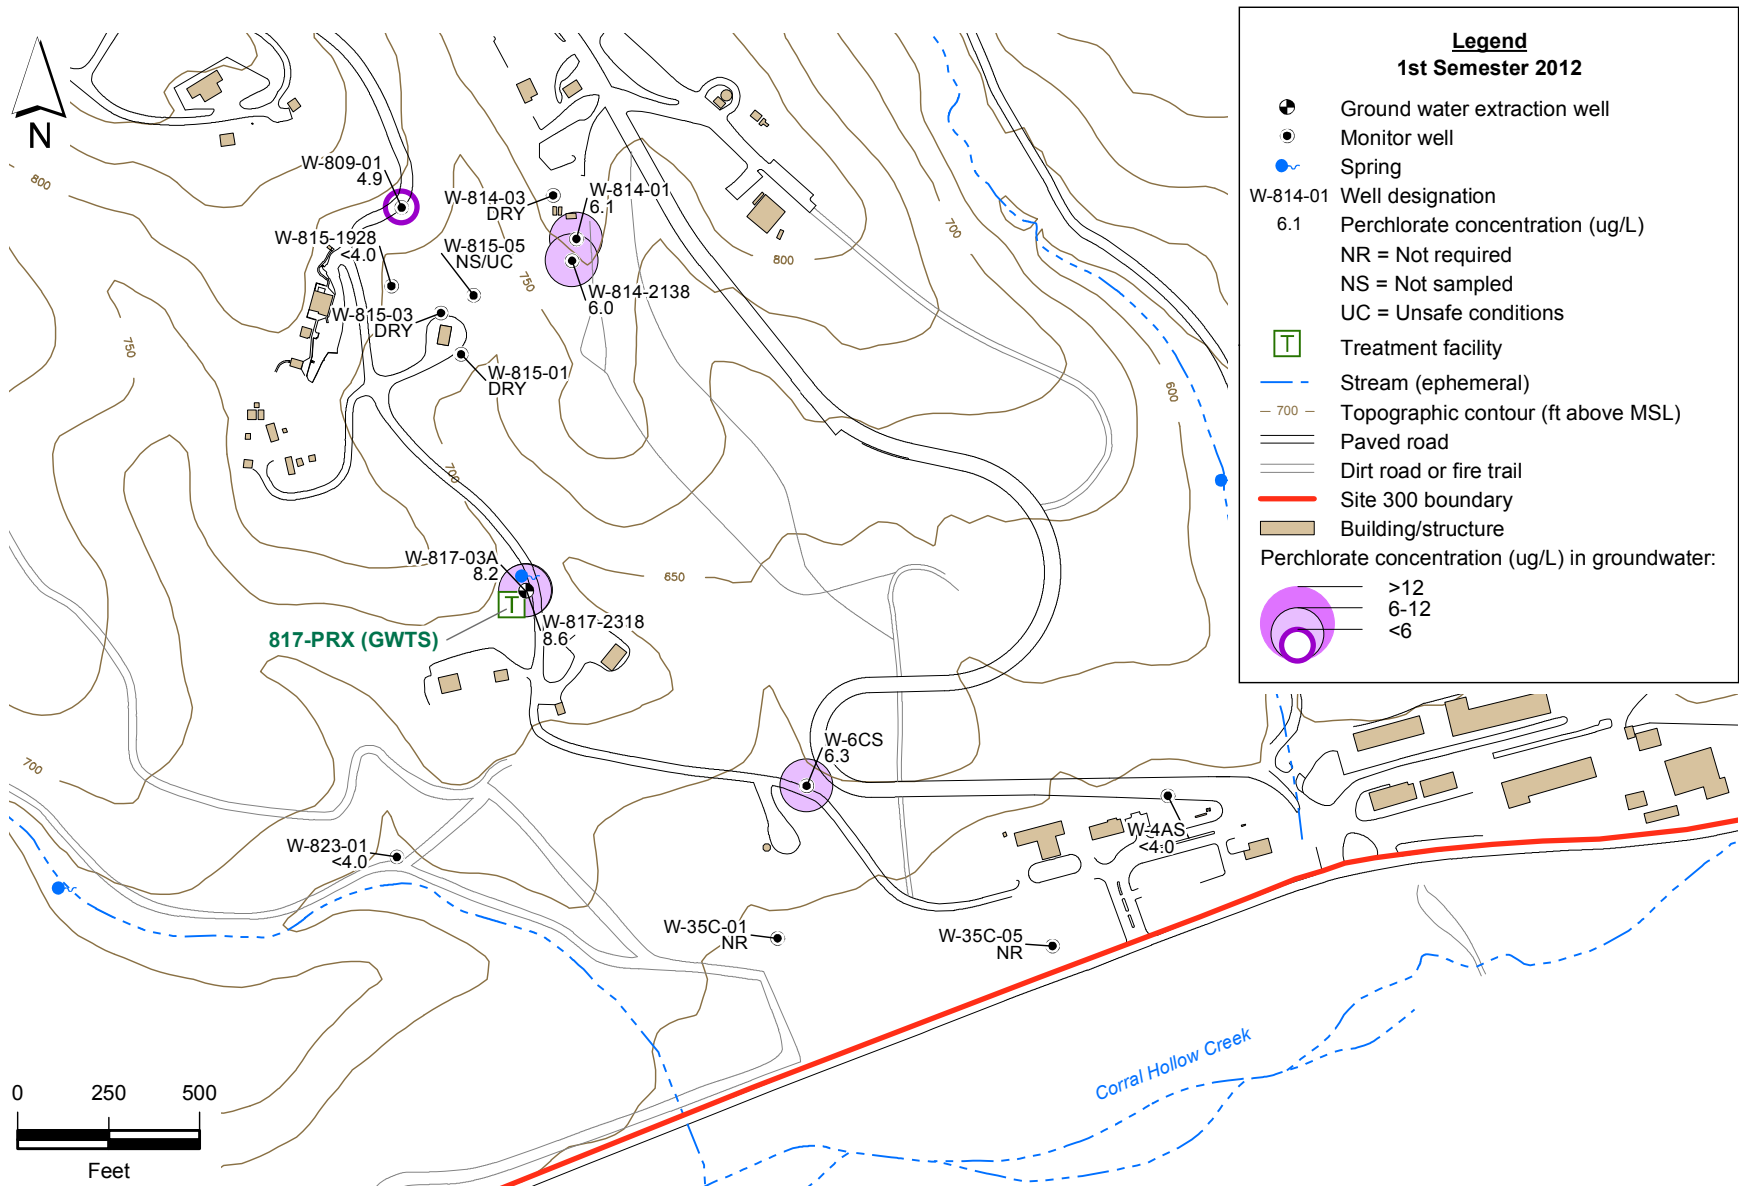 Legend
1st Semester 2012
Ground water extraction well
Monitor well
Spring
W-814-01 Well designation
6.1 Perchlorate concentration (ug/L)
NR = Not required
NS = Not sampled
UC = Unsafe conditions
T Treatment facility
Stream (ephemeral)
700 Topographic contour (ft above MSL)
Paved road
Dirt road or fire trail
Site 300 boundary
Building/structure
Perchlorate concentration (ug/L) in groundwater:
>12
6-12
<6
N
800
W-809-01
4.9
W-814-03
DRY
W-814-01
6.1
W-815-1928
<4.0
W-815-05
NS/UC
700
800
750
W-814-2138
6.0
W-815-03
DRY
750
W-815-01
DRY
600
700
W-817-03A
8.2
650
T
W-817-2318
8.6
817-PRX (GWTS)
W-6CS
6.3
700
W-4AS
<4.0
W-823-01
<4.0
W-35C-01
NR
W-35C-05
NR
Corral Hollow Creek
0 250 500
Feet